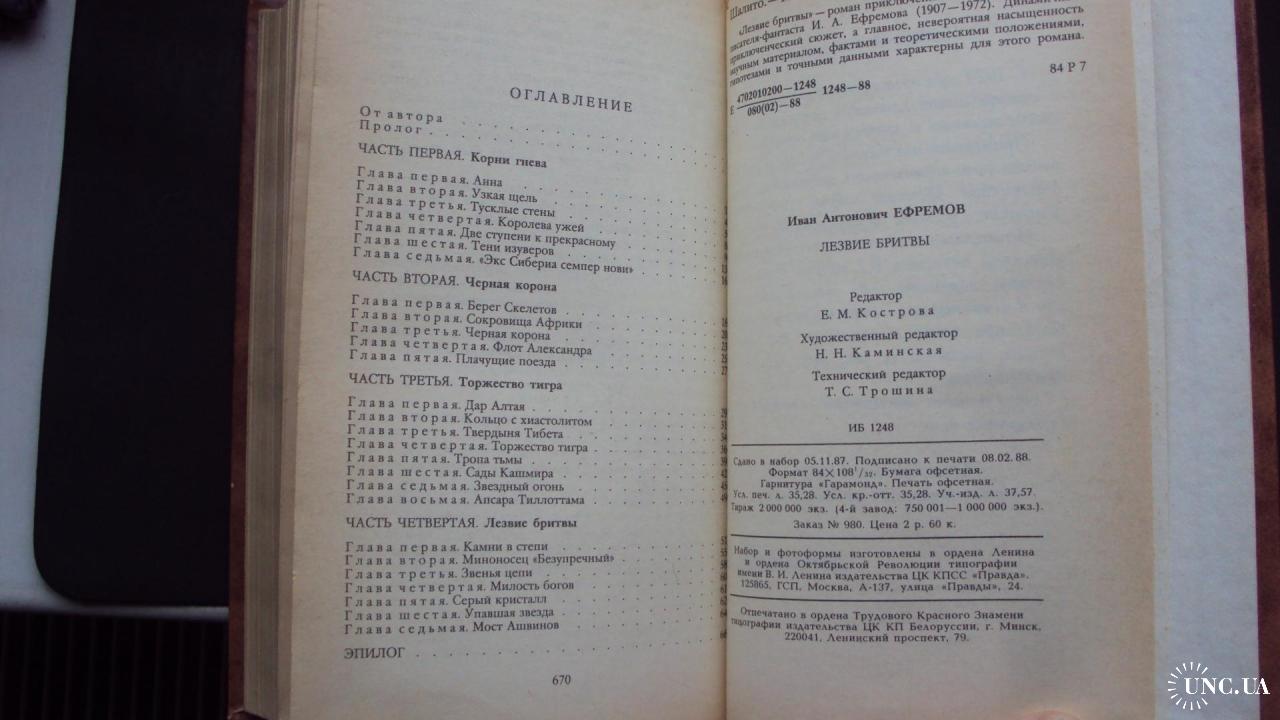 ОГЛАВЛЕНИЕ
От автора
Пролог
ЧАСТЬ ПЕРВАЯ. Корни гнева
Глава первая. Анна
Глава вторая. Узкая щель
Глава третья. Тусклые стены
Глава четвертая. Королева ужей
Глава пятая. Две ступени к прекрасному
Глава шестая. Тени изуверов
Глава седьмая. «Экс Сибериа семпер нови»
ЧАСТЬ ВТОРАЯ. Черная корона
Глава первая. Берег Скелетов
Глава вторая. Сокровища Африки
Глава третья. Черная корона
Глава четвертая. Флот Александра
Глава пятая. Плачущие поезда
ЧАСТЬ ТРЕТЬЯ. Торжество тигра
Глава первая. Дар Алтая
Глава вторая. Кольцо с хиастолитом
Глава третья. Твердыня Тибета
Глава четвертая. Торжество тигра
Глава пятая. Тропа тьмы
Глава шестая. Сады Кашмира
Глава седьмая. Звездный огонь
Глава восьмая. Апсара Тиллоттама
ЧАСТЬ ЧЕТВЕРТАЯ. Лезвие бритвы
Глава первая. Камни в степи
Глава вторая. Миноносец «Безупречный»
Глава третья. Звенья цепи
Глава четвертая. Милость богов
Глава пятая. Серый кристалл
Глава шестая. Упавшая звезда
Глава седьмая. Мост Ашвинов
ЭПИЛОГ
670
Шалито.
«Лезвие бритвы» — роман
писателя-фантаста И. А. Ефремова (1907—1972).
приключенческий сюжет, а главное, невероятная насыщенность
научным материалом, фактами и теоретическими положениями,
гипотезами и точными данными характерны для этого романа.
4702010200—1248
Е 1248—88
080(02)—88
84 Р 7
Иван Антонович ЕФРЕМОВ
ЛЕЗВИЕ БРИТВЫ
Редактор
Е. М. Кострова
Художественный редактор
Н. Н. Каминская
Технический редактор
Т. С. Трошина
ИБ 1248
Сдано в набор 05.11.87. Подписано к печати 08.02.88.
Формат 84×108¹/₃₂. Бумага офсетная.
Гарнитура «Гарамонд». Печать офсетная.
Усл. печ. л. 35,28. Усл. кр.-отт. 35,28. Уч.-изд. л. 37,57.
Тираж 2 000 000 экз. (4-й завод: 750 001—1 000 000 экз.).
Заказ № 980. Цена 2 р. 60 к.
Набор и фотоформы изготовлены в ордена Ленина
и ордена Октябрьской Революции типографии
имени В. И. Ленина издательства ЦК КПСС «Правда».
125865, ГСП, Москва, А-137, улица «Правды», 24.
Отпечатано в ордена Трудового Красного Знамени
типографии издательства ЦК КП Белоруссии, г. Минск,
220041, Ленинский проспект, 79.
UNC.UA